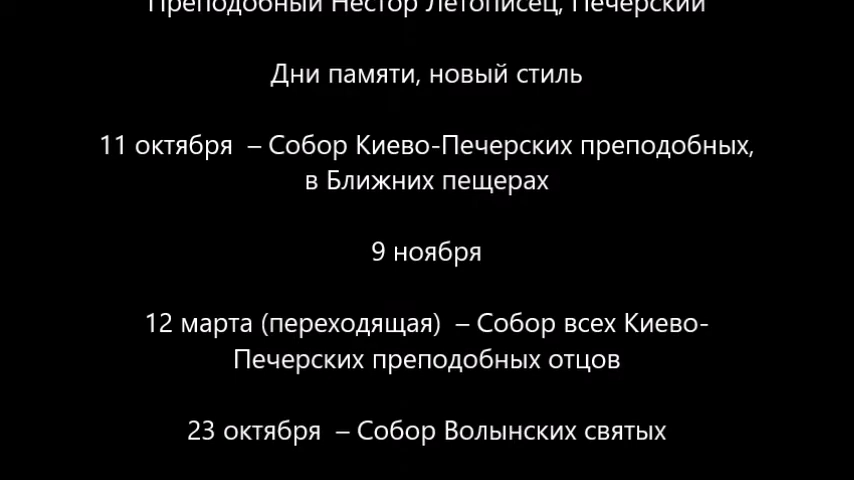 Преподобный Нестор Летописец, Печерский
Дни памяти, новый стиль
11 октября – Собор Киево-Печерских преподобных,
в Ближних пещерах
9 ноября
12 марта (переходящая) – Собор всех Киево-
Печерских преподобных отцов
23 октября – Собор Волынских святых